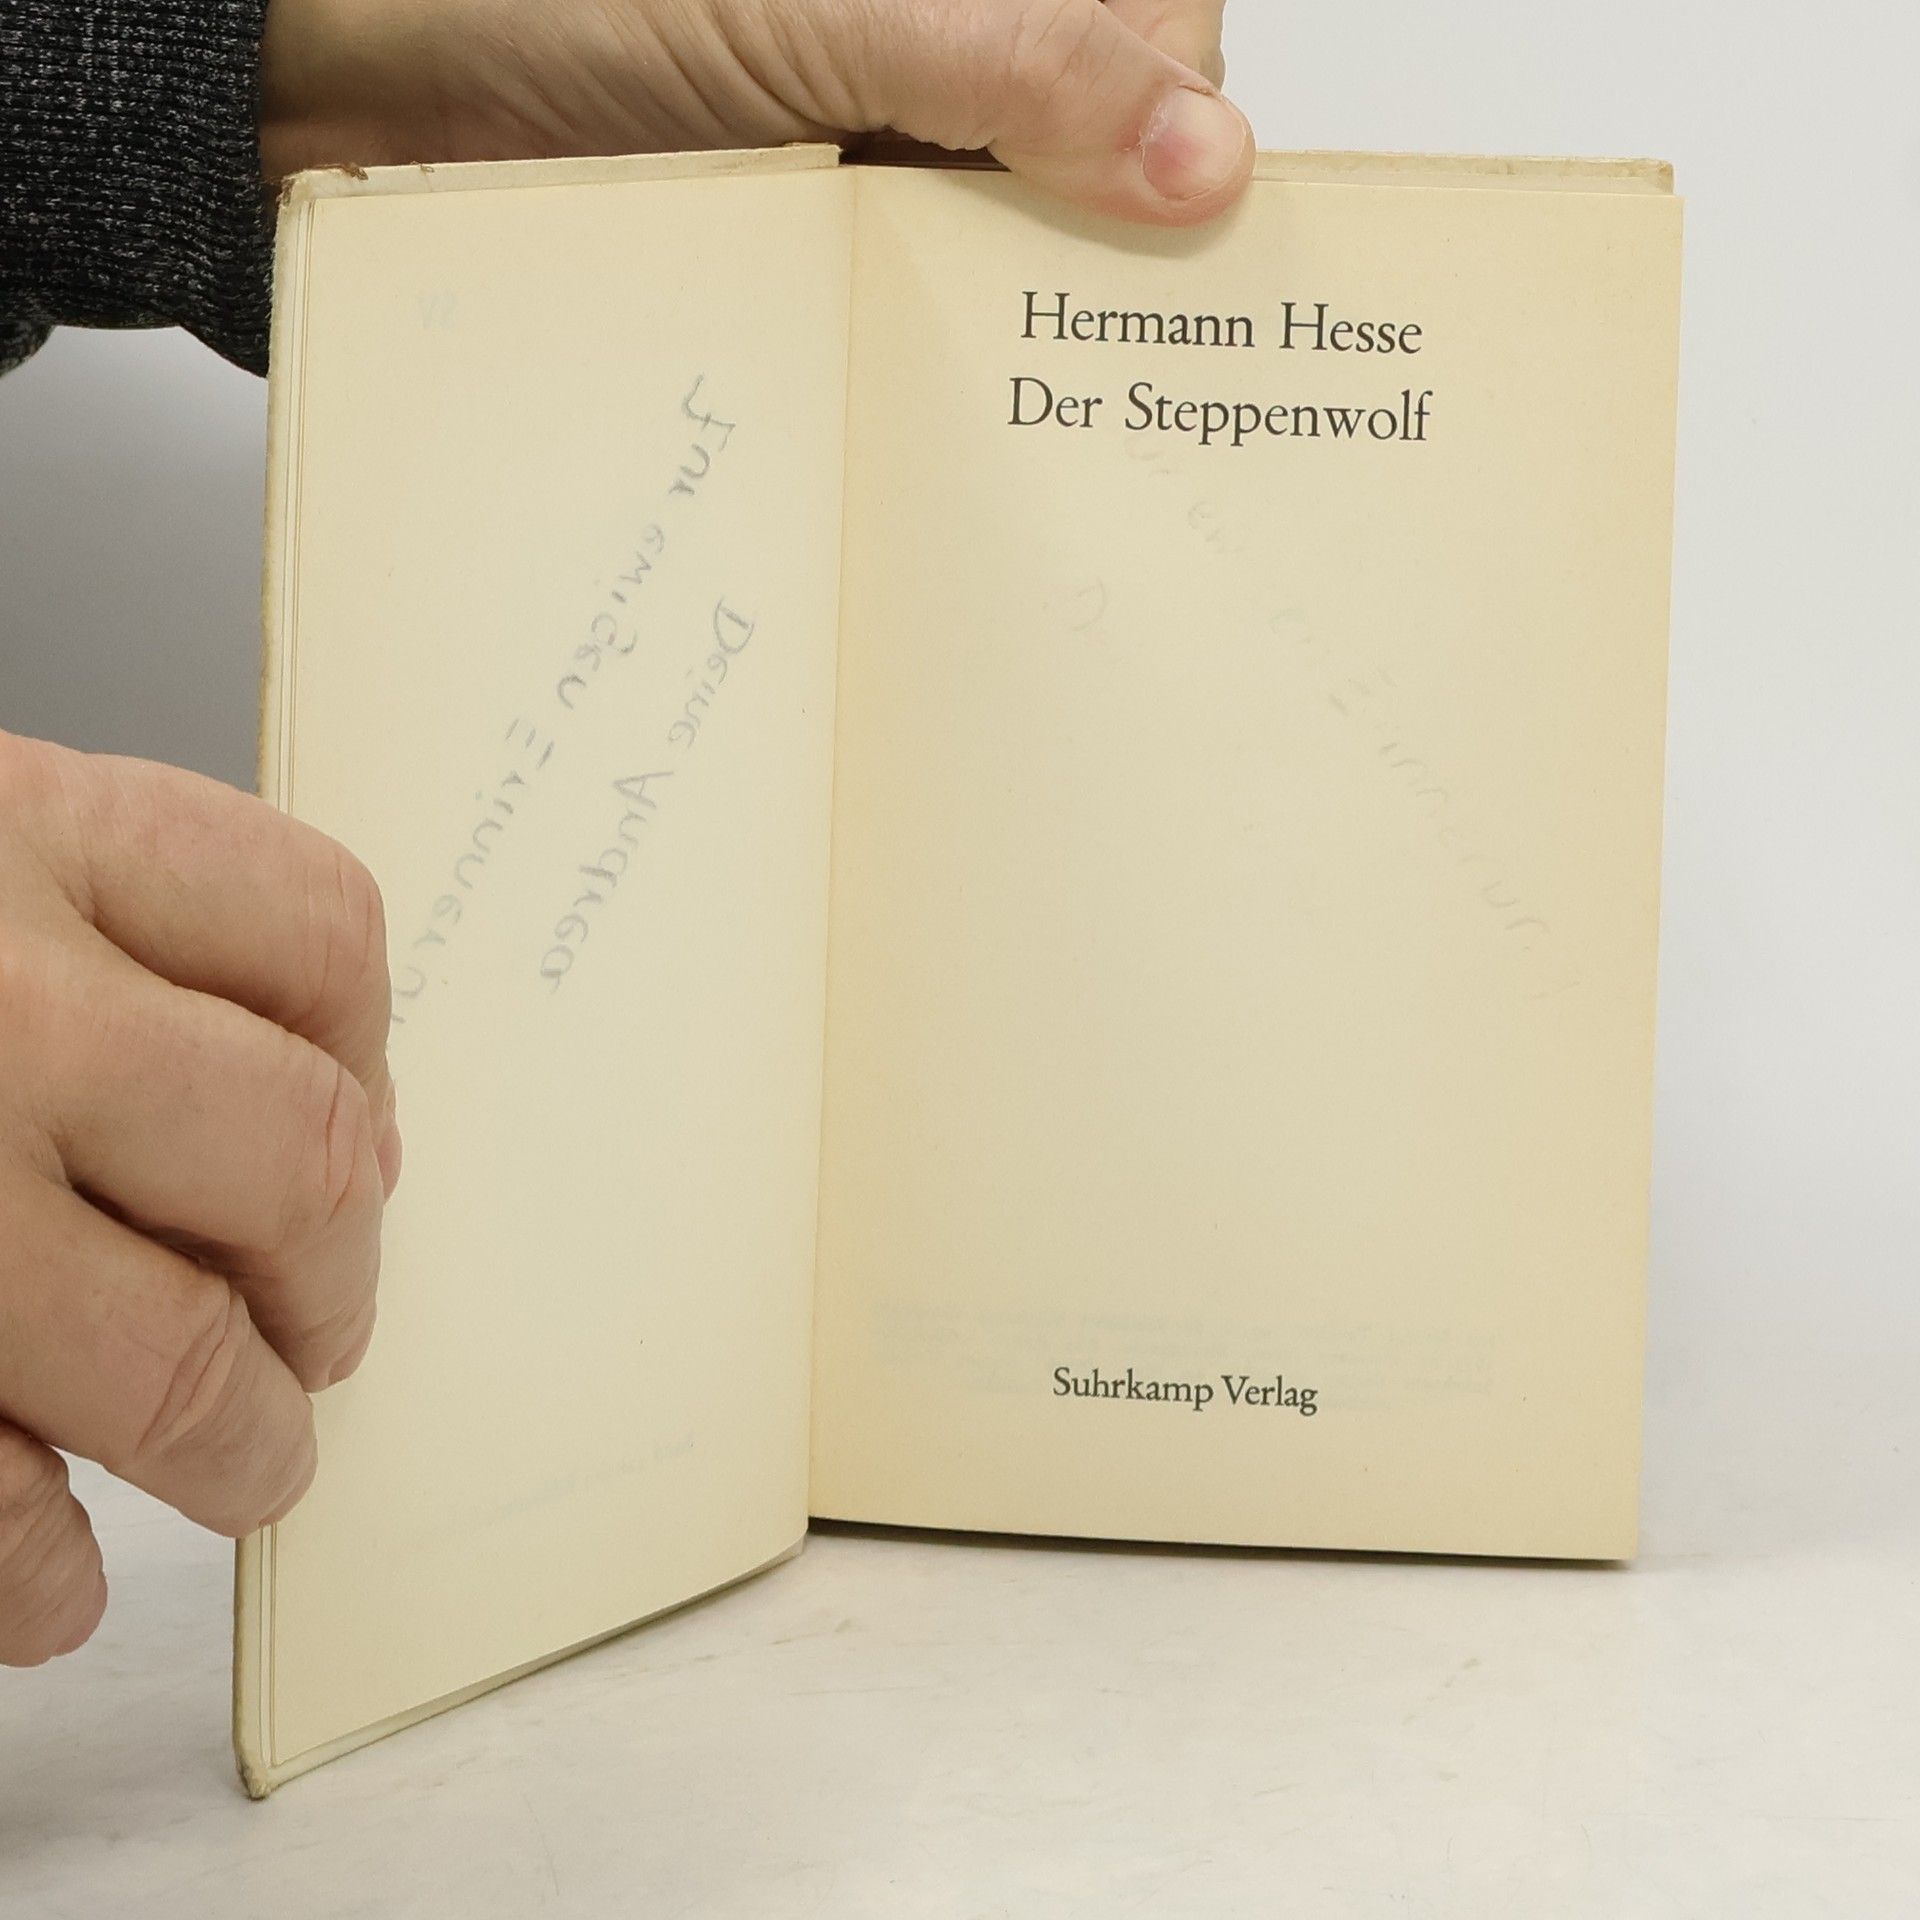 Zur ewigen Erinnerung
Deine Andrea
Hermann Hesse
Der Steppenwolf
Suhrkamp Verlag